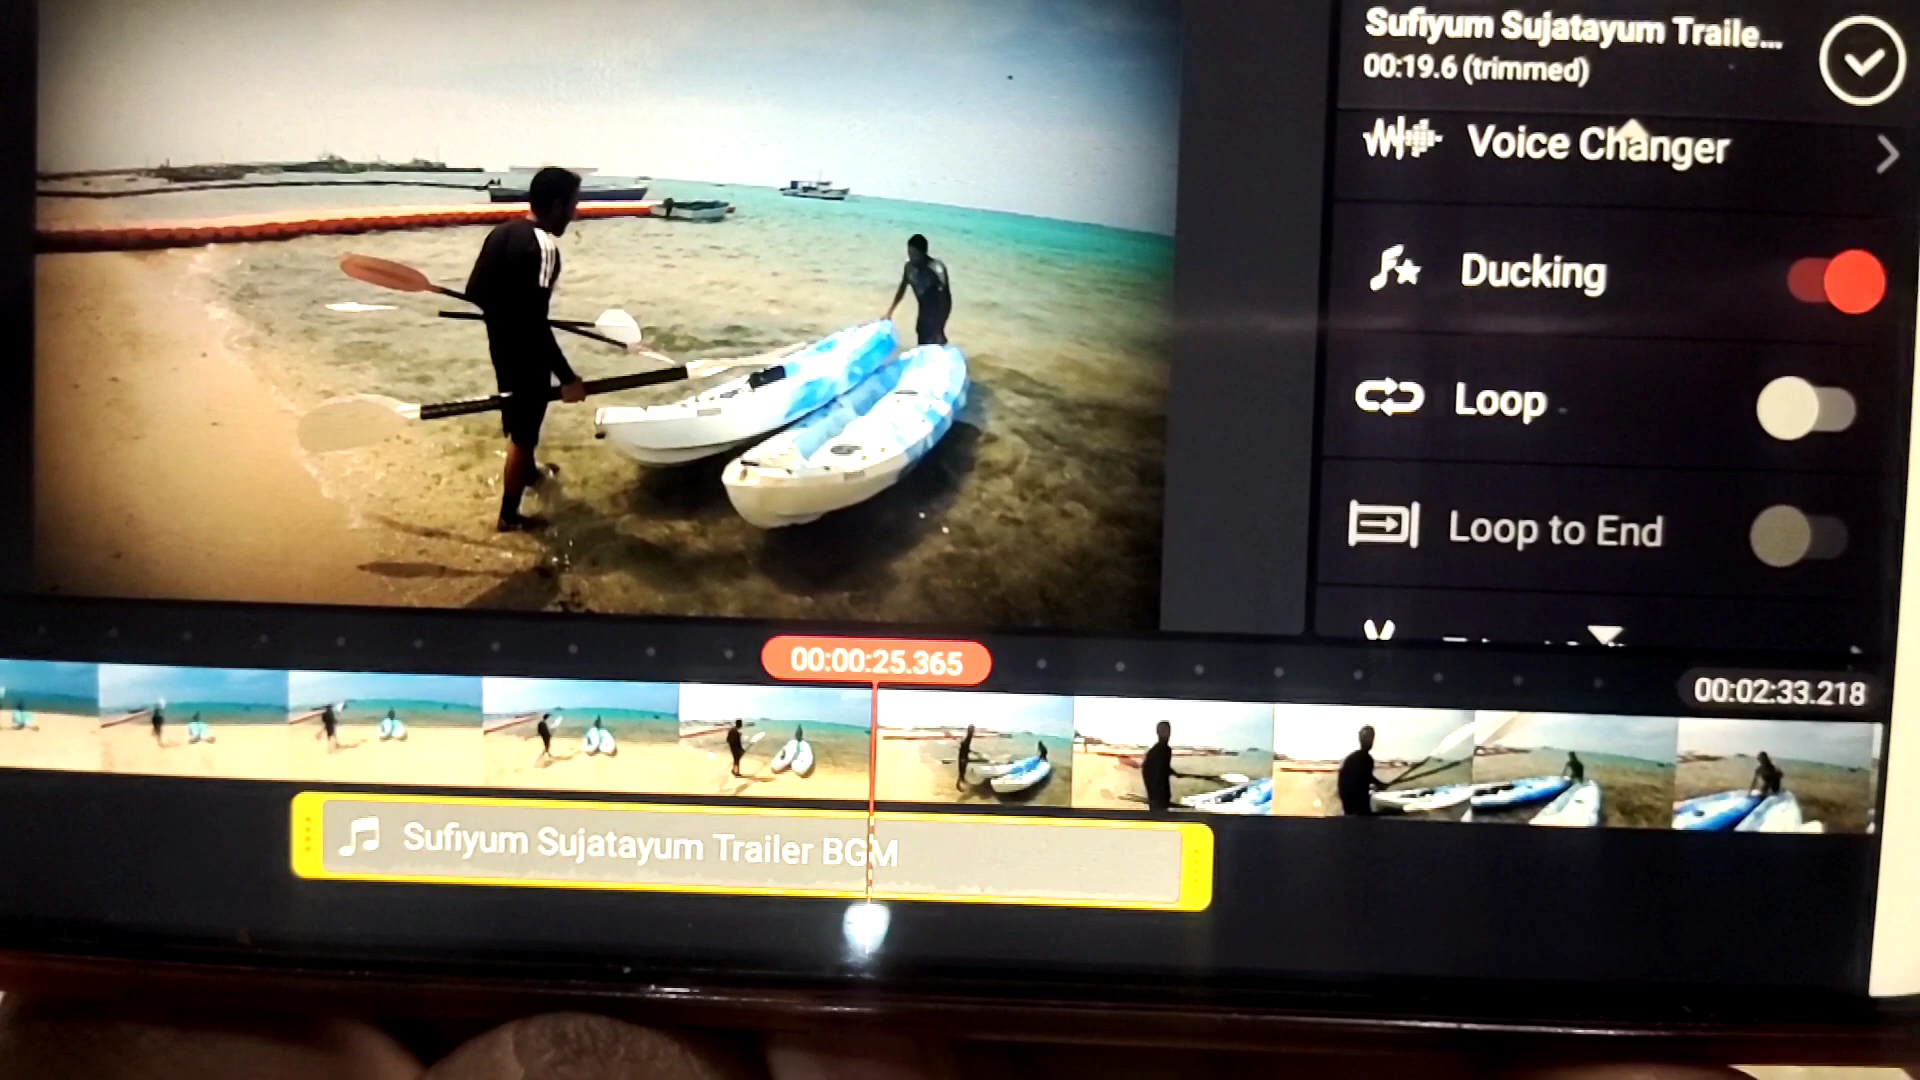 Sufiyum Sujatayum Traile...
00:19.6 (trimmed)
Voice Changer
Ducking
Loop
Loop to End
00:00:25.365
00:02:33.218
Sufiyum Sujatayum Trailer BGM